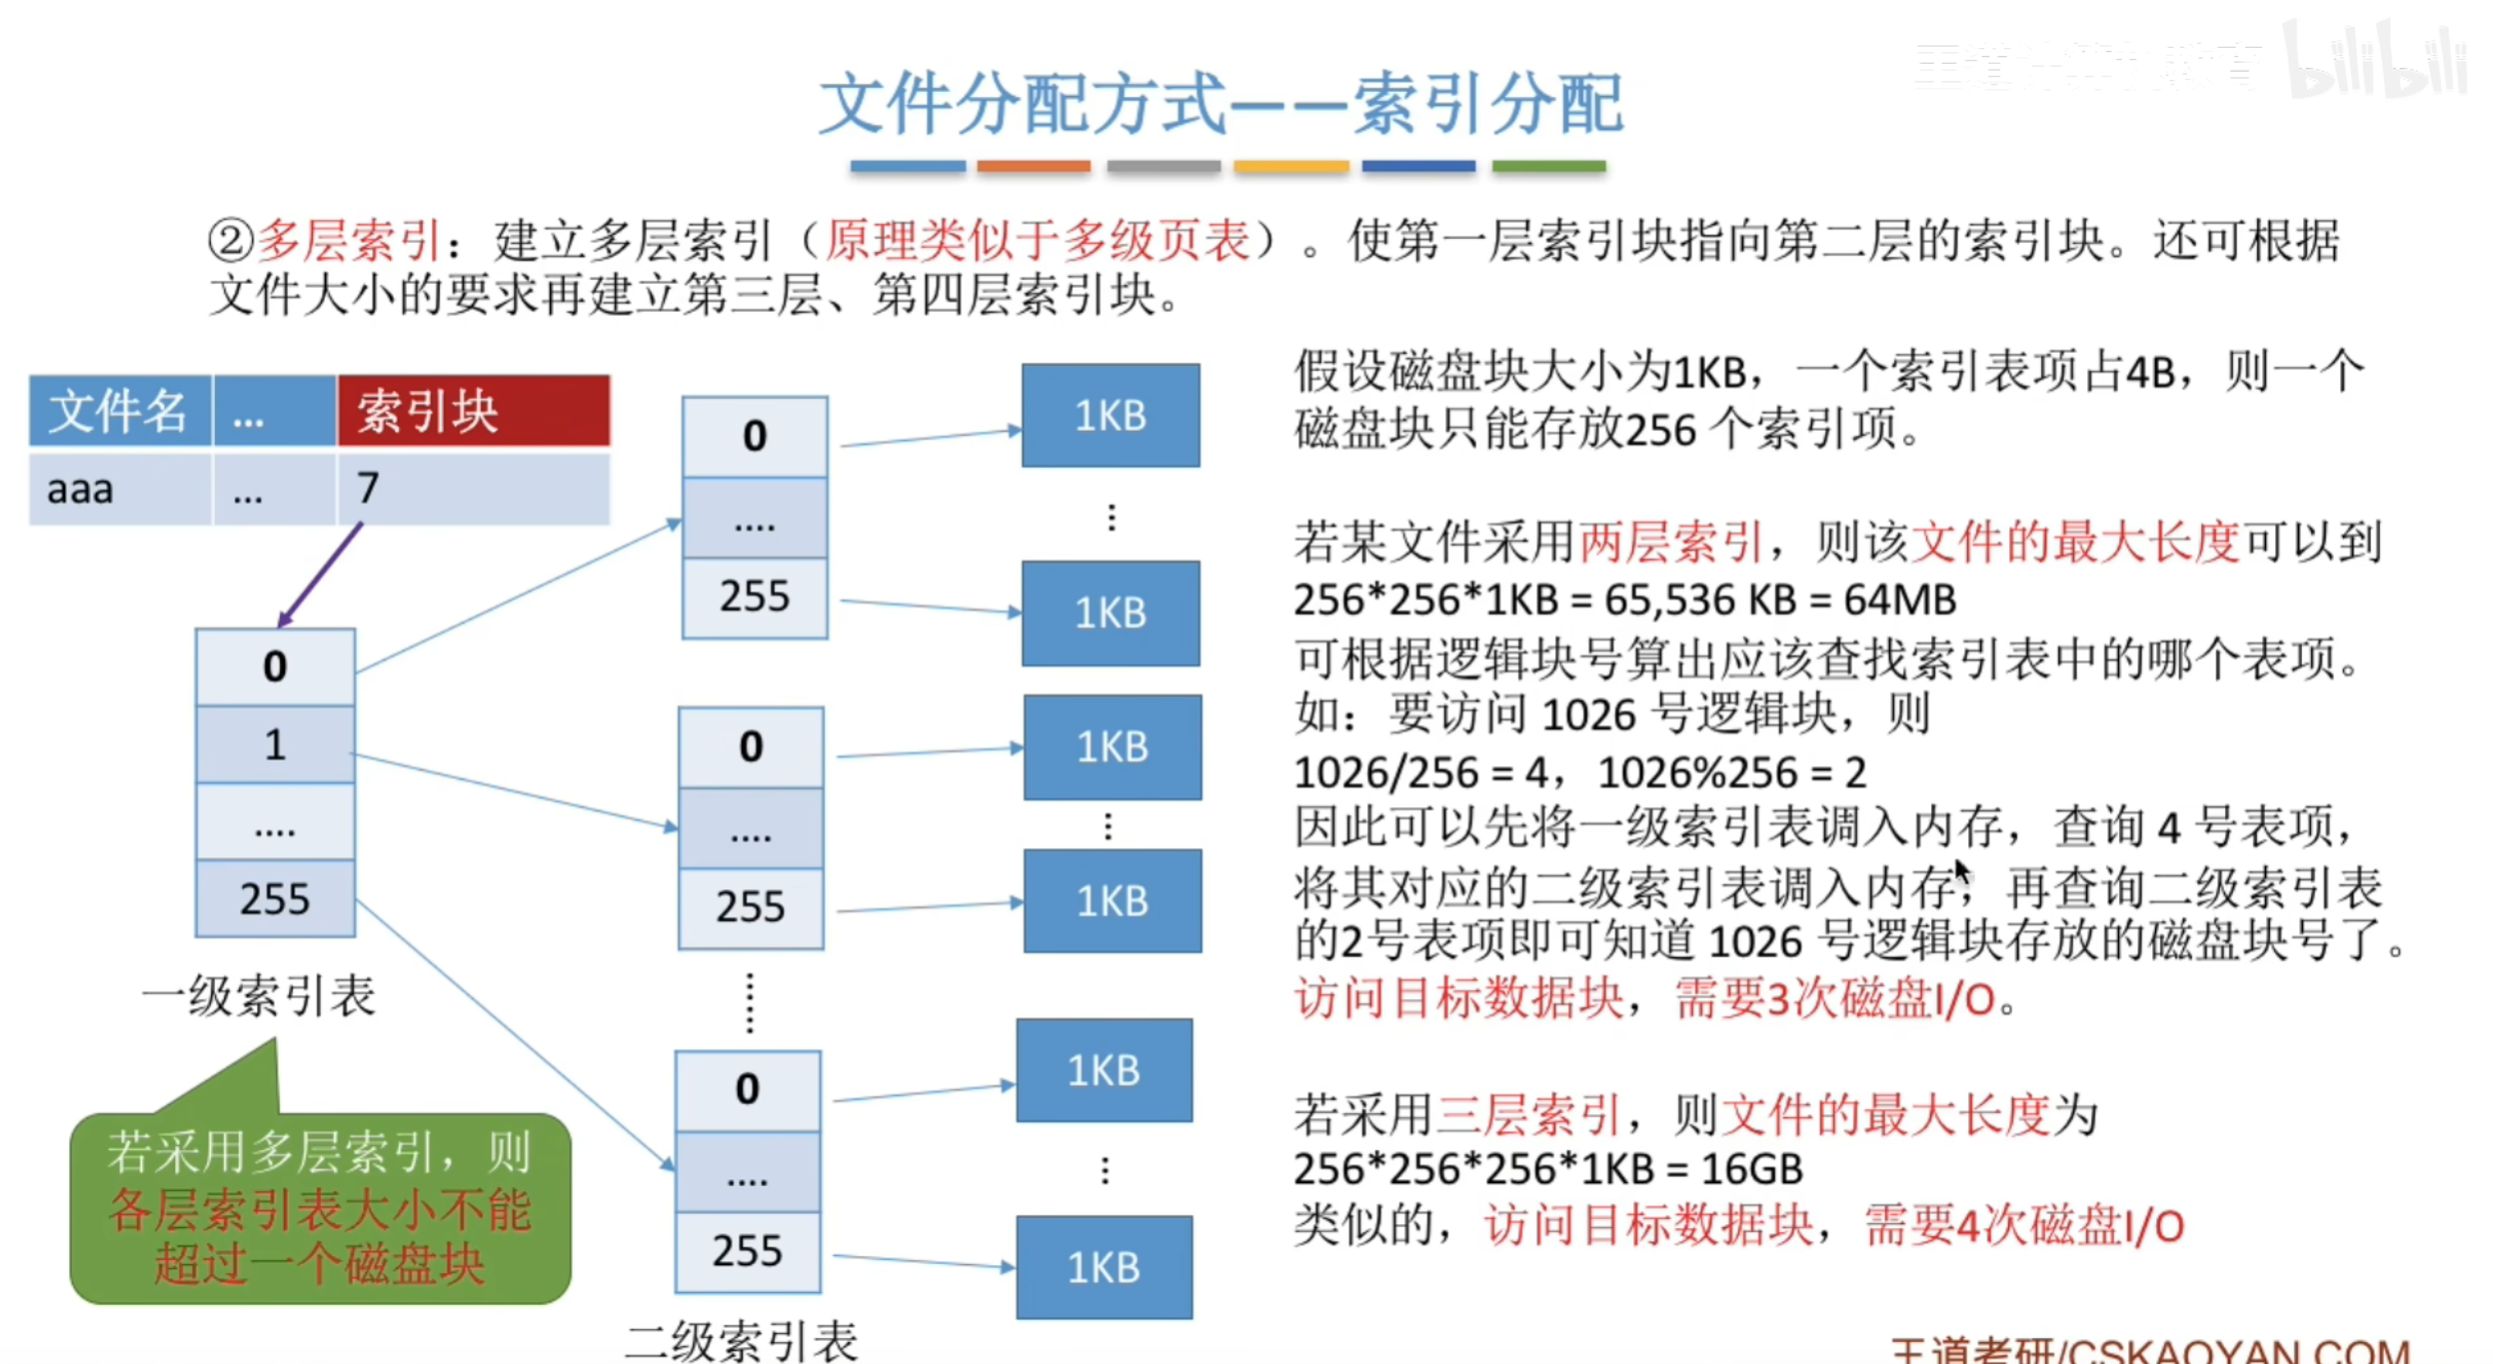 王道计算机教育 bilibili
文件分配方式——索引分配
②多层索引：建立多层索引（原理类似于多级页表）。使第一层索引块指向第二层的索引块。还可根据
文件大小的要求再建立第三层、第四层索引块。
文件名 ... 索引块
aaa ... 7
0
1
....
255
一级索引表
若采用多层索引，则
各层索引表大小不能
超过一个磁盘块
0
....
255
0
....
255
0
....
255
二级索引表
1KB
1KB
1KB
1KB
1KB
1KB
假设磁盘块大小为1KB，一个索引表项占4B，则一个
磁盘块只能存放256 个索引项。
若某文件采用两层索引，则该文件的最大长度可以到
256*256*1KB = 65,536 KB = 64MB
可根据逻辑块号算出应该查找索引表中的哪个表项。
如：要访问 1026 号逻辑块，则
1026/256 = 4，1026%256 = 2
因此可以先将一级索引表调入内存，查询 4 号表项，
将其对应的二级索引表调入内存，再查询二级索引表
的2号表项即可知道 1026 号逻辑块存放的磁盘块号了。
访问目标数据块，需要3次磁盘I/O。
若采用三层索引，则文件的最大长度为
256*256*256*1KB = 16GB
类似的，访问目标数据块，需要4次磁盘I/O
王道考研/CSKAOYAN.COM